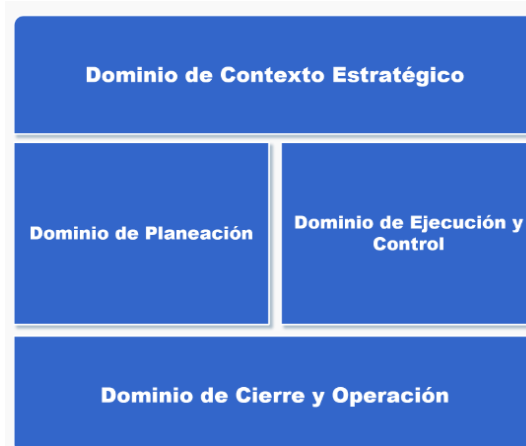 Dominio de Contexto Estratégico
Dominio de Planeación
Dominio de Ejecución y
Control
Dominio de Cierre y Operación